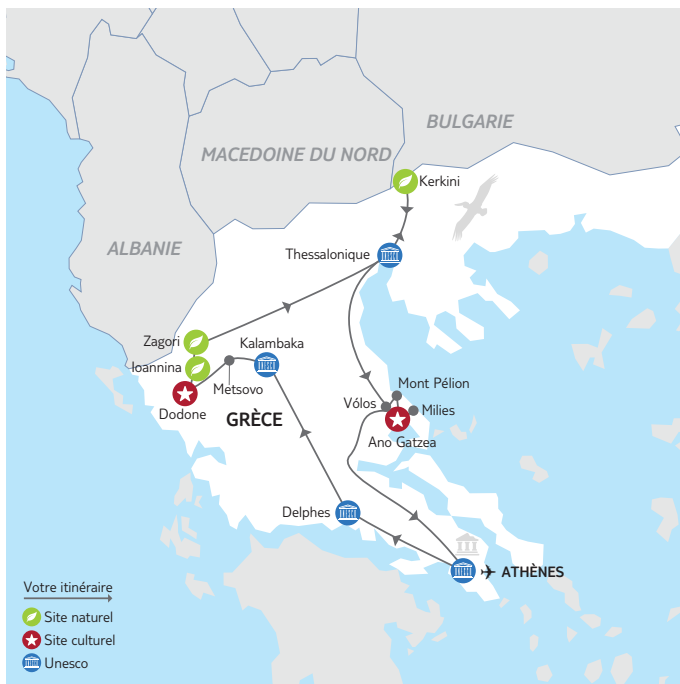 BULGARIE
MACEDOINE DU NORD
Kerkini
ALBANIE
Thessalonique
Zagori
Kalambaka
Ioannina
Metsovo
Dodone
GRÈCE
Mont Pélion
Vólos
Milies
Ano Gatzea
Delphes
ATHÈNES
Votre itinéraire
Site naturel
Site culturel
Unesco